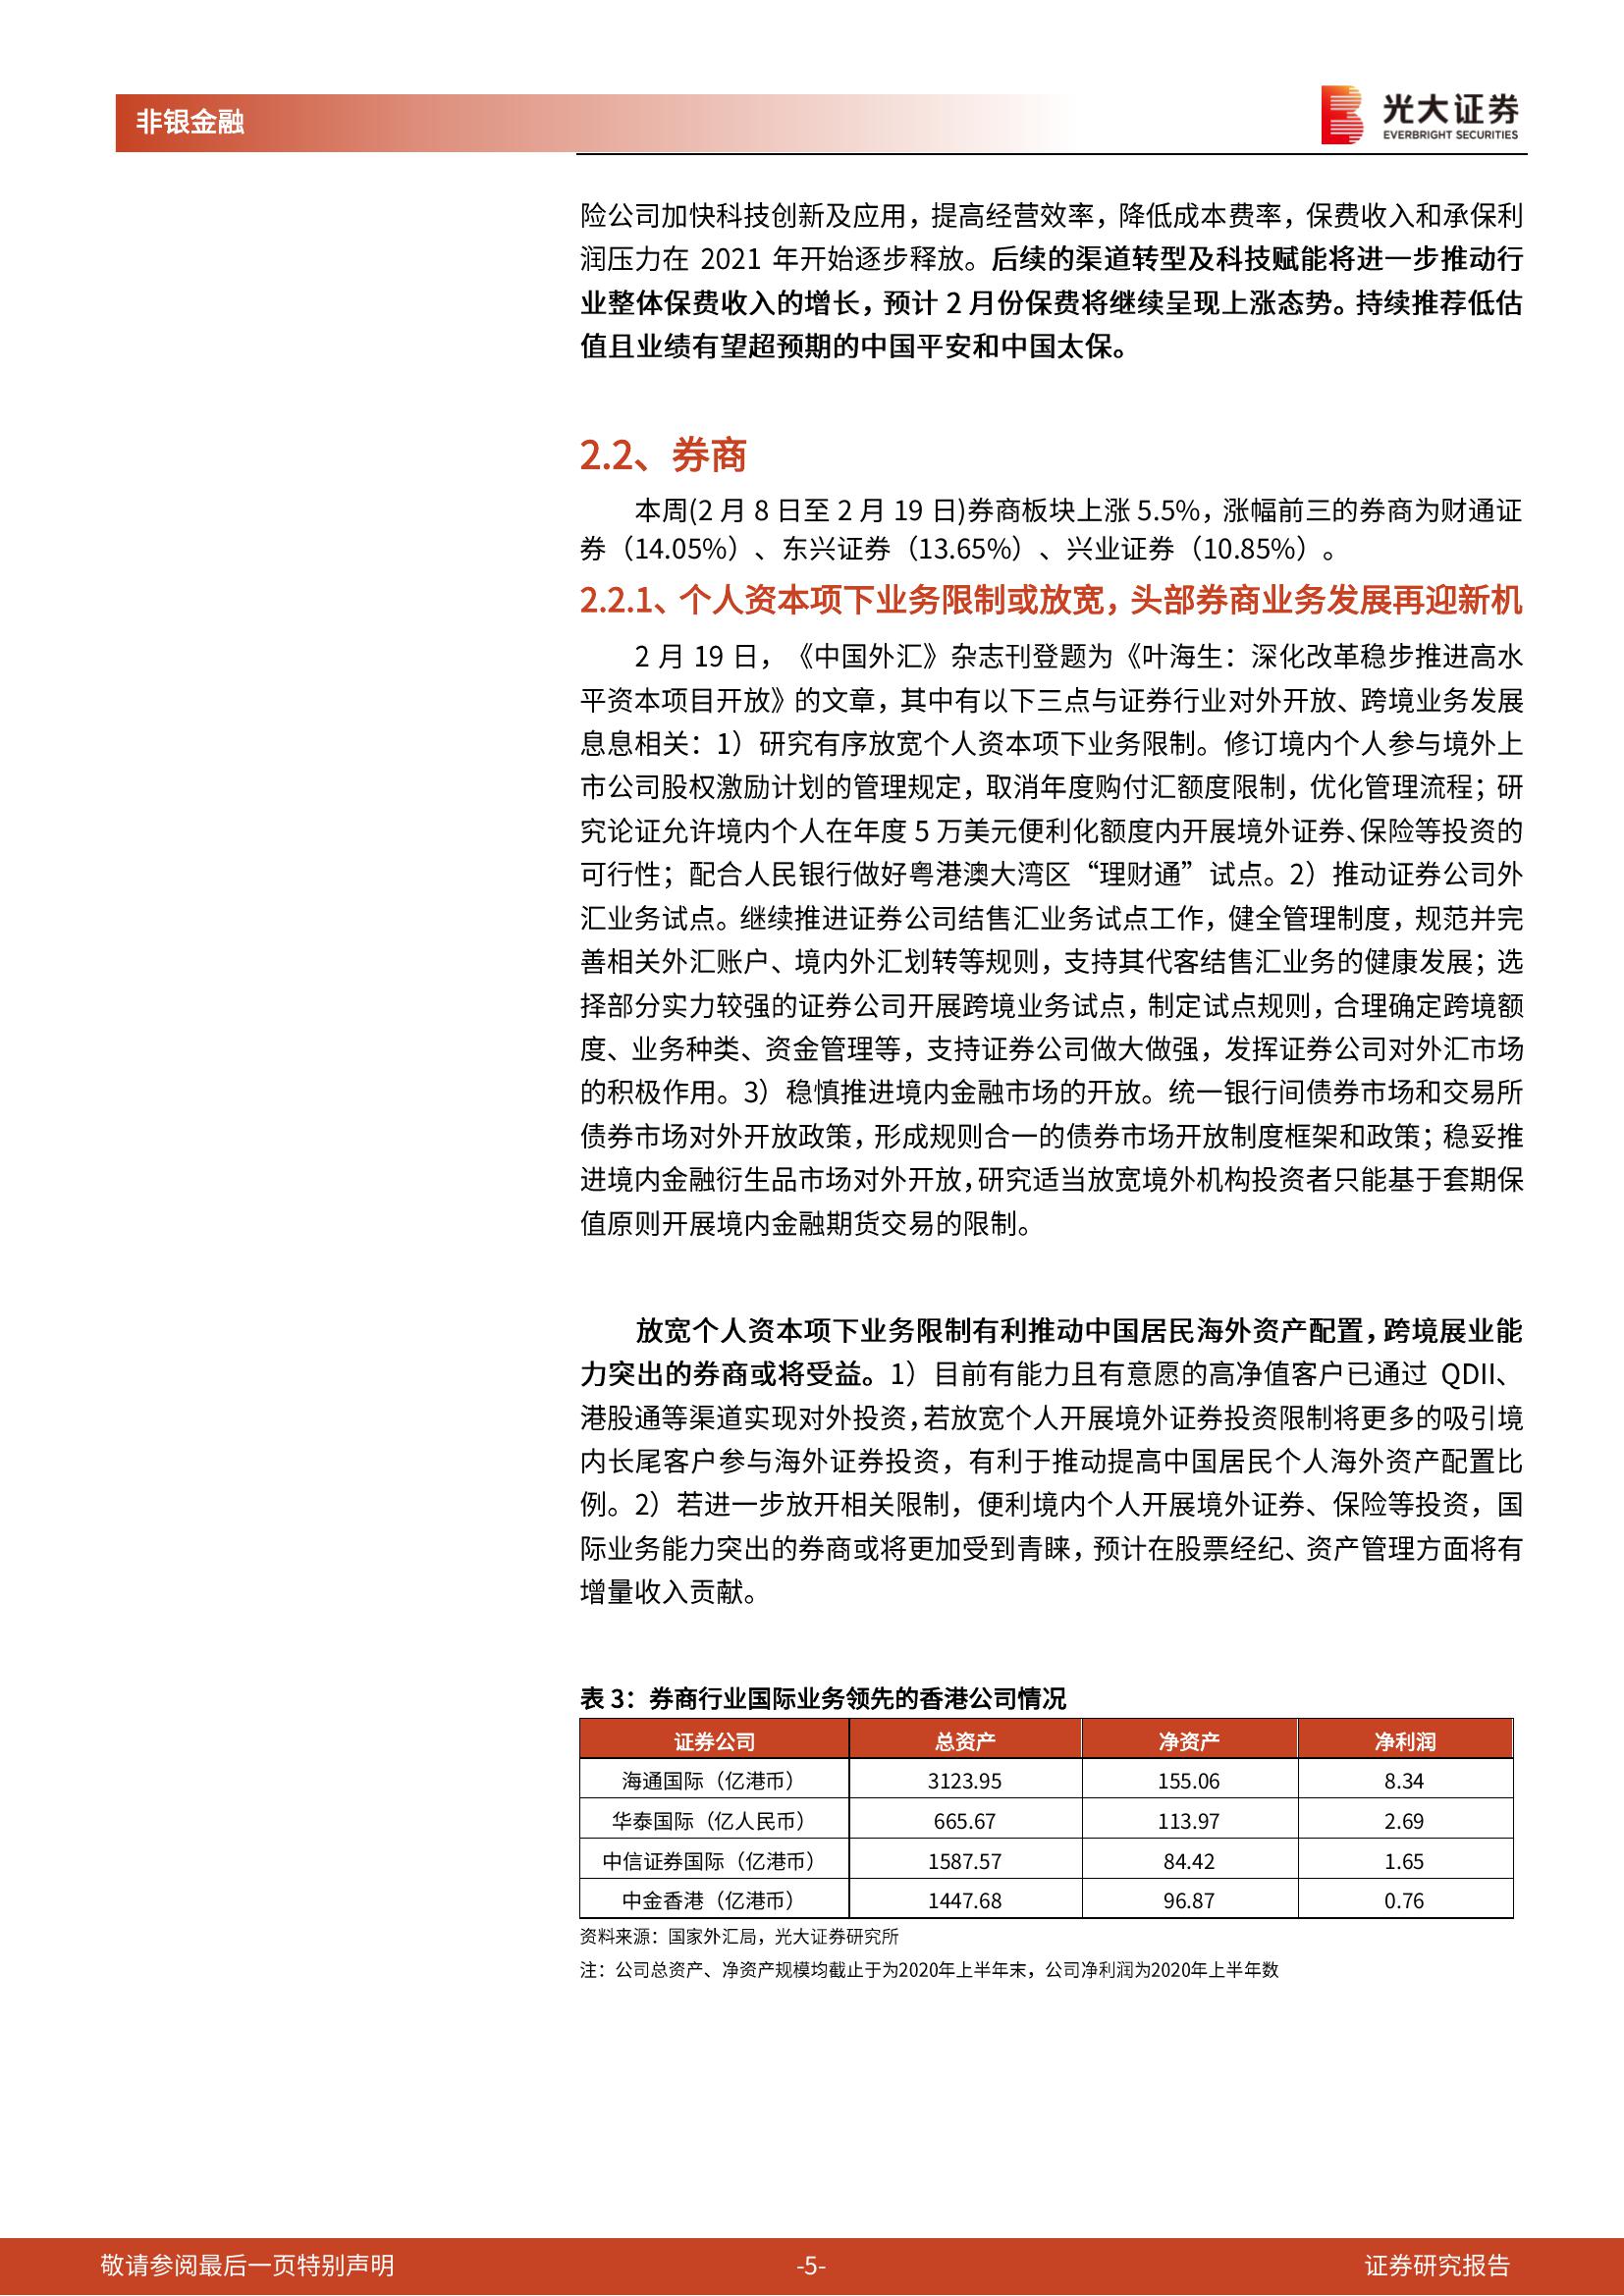 非银金融
光大证券
EVERBRIGHT SECURITIES
险公司加快科技创新及应用，提高经营效率，降低成本费率，保费收入和承保利
润压力在 2021 年开始逐步释放。后续的渠道转型及科技赋能将进一步推动行
业整体保费收入的增长，预计 2 月份保费将继续呈现上涨态势。持续推荐低估
值且业绩有望超预期的中国平安和中国太保。
2.2、券商
本周(2 月 8 日至 2 月 19 日)券商板块上涨 5.5%，涨幅前三的券商为财通证
券（14.05%）、东兴证券（13.65%）、兴业证券（10.85%）。
2.2.1、个人资本项下业务限制或放宽，头部券商业务发展再迎新机
2 月 19 日，《中国外汇》杂志刊登题为《叶海生：深化改革稳步推进高水
平资本项目开放》的文章，其中有以下三点与证券行业对外开放、跨境业务发展
息息相关：1）研究有序放宽个人资本项下业务限制。修订境内个人参与境外上
市公司股权激励计划的管理规定，取消年度购付汇额度限制，优化管理流程；研
究论证允许境内个人在年度 5 万美元便利化额度内开展境外证券、保险等投资的
可行性；配合人民银行做好粤港澳大湾区“理财通”试点。2）推动证券公司外
汇业务试点。继续推进证券公司结售汇业务试点工作，健全管理制度，规范并完
善相关外汇账户、境内外汇划转等规则，支持其代客结售汇业务的健康发展；选
择部分实力较强的证券公司开展跨境业务试点，制定试点规则，合理确定跨境额
度、业务种类、资金管理等，支持证券公司做大做强，发挥证券公司对外汇市场
的积极作用。3）稳慎推进境内金融市场的开放。统一银行间债券市场和交易所
债券市场对外开放政策，形成规则合一的债券市场开放制度框架和政策；稳妥推
进境内金融衍生品市场对外开放，研究适当放宽境外机构投资者只能基于套期保
值原则开展境内金融期货交易的限制。
放宽个人资本项下业务限制有利推动中国居民海外资产配置，跨境展业能
力突出的券商或将受益。1）目前有能力且有意愿的高净值客户已通过 QDII、
港股通等渠道实现对外投资，若放宽个人开展境外证券投资限制将更多的吸引境
内长尾客户参与海外证券投资，有利于推动提高中国居民个人海外资产配置比
例。2）若进一步放开相关限制，便利境内个人开展境外证券、保险等投资，国
际业务能力突出的券商或将更加受到青睐，预计在股票经纪、资产管理方面将有
增量收入贡献。
表 3：券商行业国际业务领先的香港公司情况
证券公司 总资产 净资产 净利润
海通国际（亿港币） 3123.95 155.06 8.34
华泰国际（亿人民币） 665.67 113.97 2.69
中信证券国际（亿港币） 1587.57 84.42 1.65
中金香港（亿港币） 1447.68 96.87 0.76
资料来源：国家外汇局，光大证券研究所
注：公司总资产、净资产规模均截止于为2020年上半年末，公司净利润为2020年上半年数
敬请参阅最后一页特别声明 -5- 证券研究报告